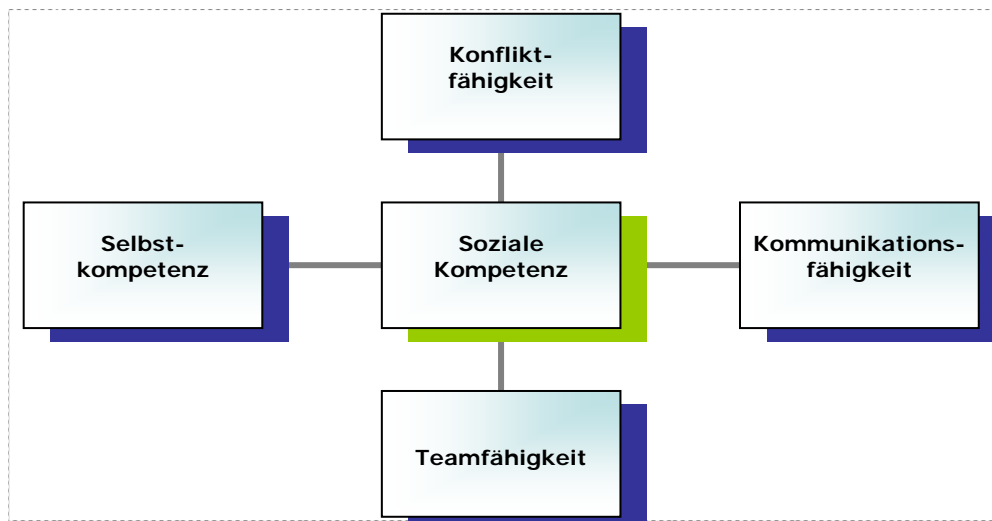 Konflikt-
fähigkeit
Selbst-
kompetenz
Soziale
Kompetenz
Kommunikations-
fähigkeit
Teamfähigkeit